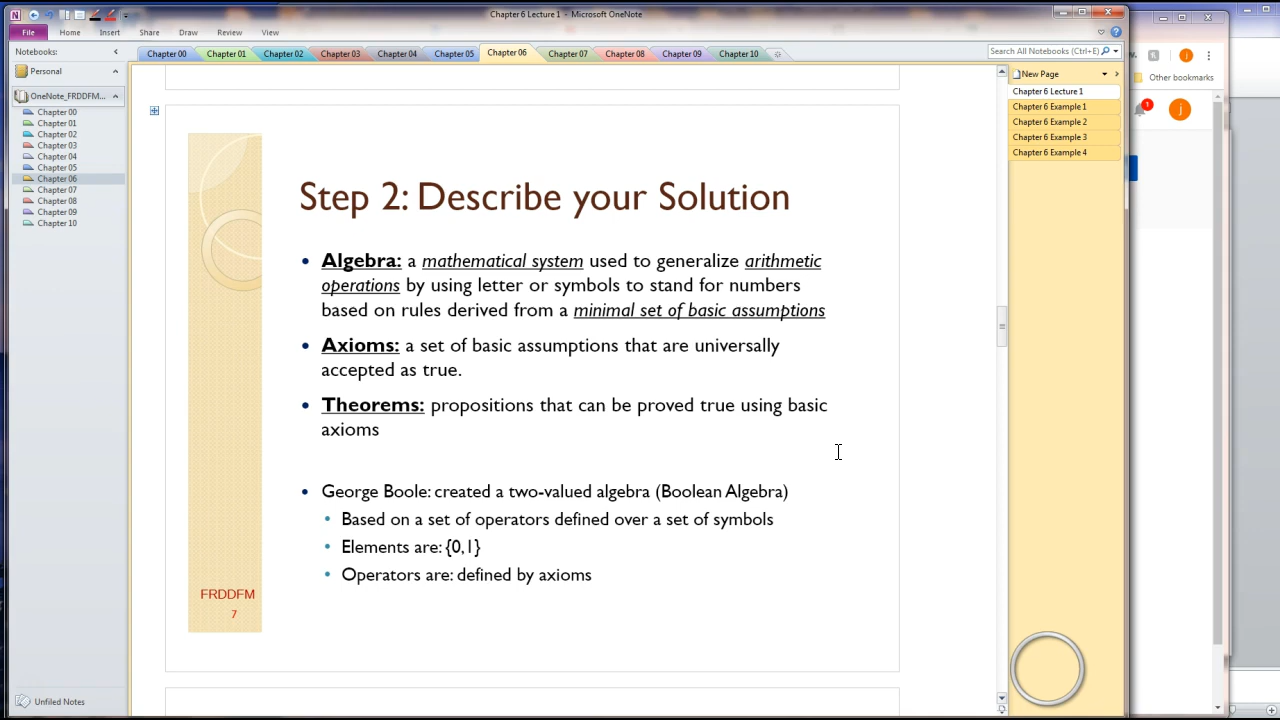 Chapter 6 Lecture 1 - Microsoft OneNote
File Home Insert Share Draw Review View
Notebooks:
Chapter 00 Chapter 01 Chapter 02 Chapter 03 Chapter 04 Chapter 05 Chapter 06 Chapter 07 Chapter 08 Chapter 09 Chapter 10
Search All Notebooks (Ctrl+E)
Other bookmarks
Personal
OneNote_FRDDFM...
Chapter 00
Chapter 01
Chapter 02
Chapter 03
Chapter 04
Chapter 05
Chapter 06
Chapter 07
Chapter 08
Chapter 09
Chapter 10
Unfiled Notes
New Page
Chapter 6 Lecture 1
Chapter 6 Example 1
Chapter 6 Example 2
Chapter 6 Example 3
Chapter 6 Example 4
j
1
j
Step 2: Describe your Solution
• Algebra: a mathematical system used to generalize arithmetic
operations by using letter or symbols to stand for numbers
based on rules derived from a minimal set of basic assumptions
• Axioms: a set of basic assumptions that are universally
accepted as true.
• Theorems: propositions that can be proved true using basic
axioms
• George Boole: created a two-valued algebra (Boolean Algebra)
• Based on a set of operators defined over a set of symbols
• Elements are: {0,1}
• Operators are: defined by axioms
FRDDFM
7